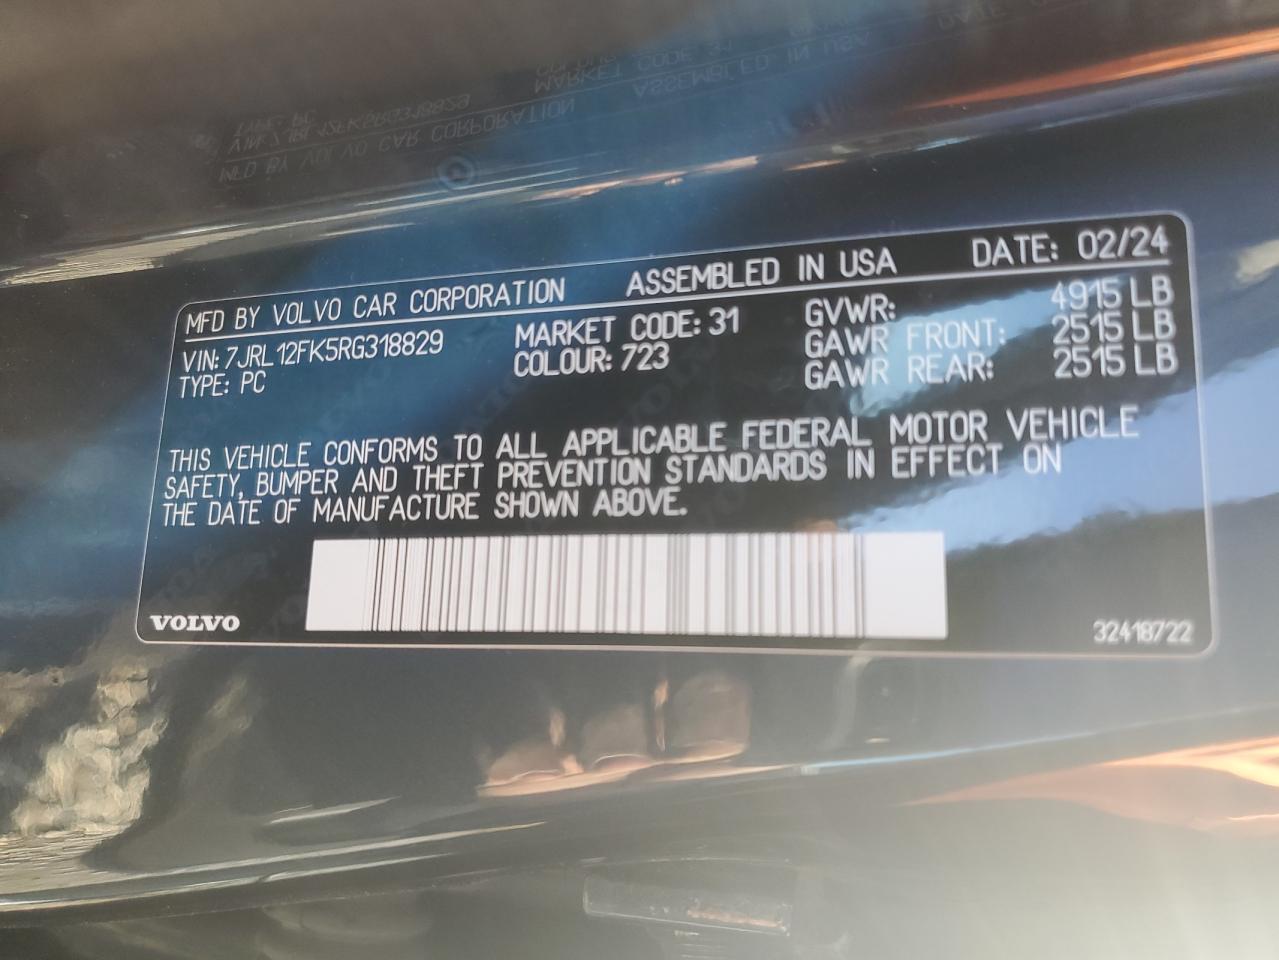 MFD BY VOLVO CAR CORPORATION ASSEMBLED IN USA DATE: 02/24
VIN: 7JRL12FK5RG318829 MARKET CODE: 31 GVWR: 4915 LB
TYPE: PC COLOUR: 723 GAWR FRONT: 2515 LB
GAWR REAR: 2515 LB
THIS VEHICLE CONFORMS TO ALL APPLICABLE FEDERAL MOTOR VEHICLE
SAFETY, BUMPER AND THEFT PREVENTION STANDARDS IN EFFECT ON
THE DATE OF MANUFACTURE SHOWN ABOVE.
VOLVO 32418722